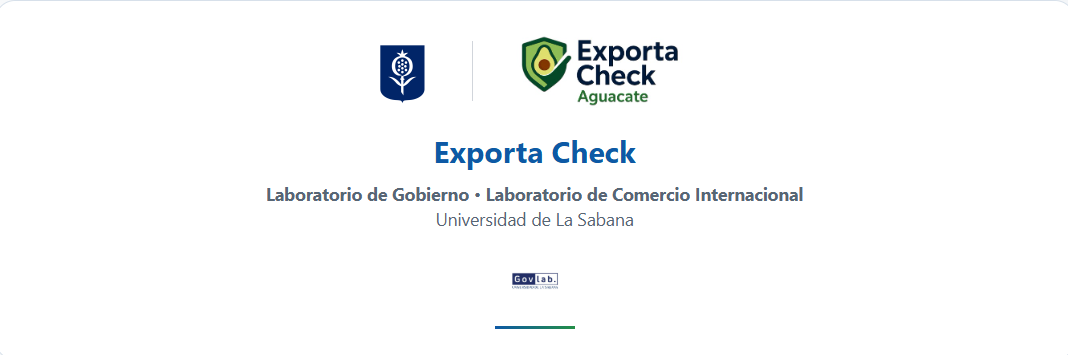 Exporta
Check
Aguacate
Exporta Check
Laboratorio de Gobierno • Laboratorio de Comercio Internacional
Universidad de La Sabana
Govlab.
UNIVERSIDAD DE LA SABANA